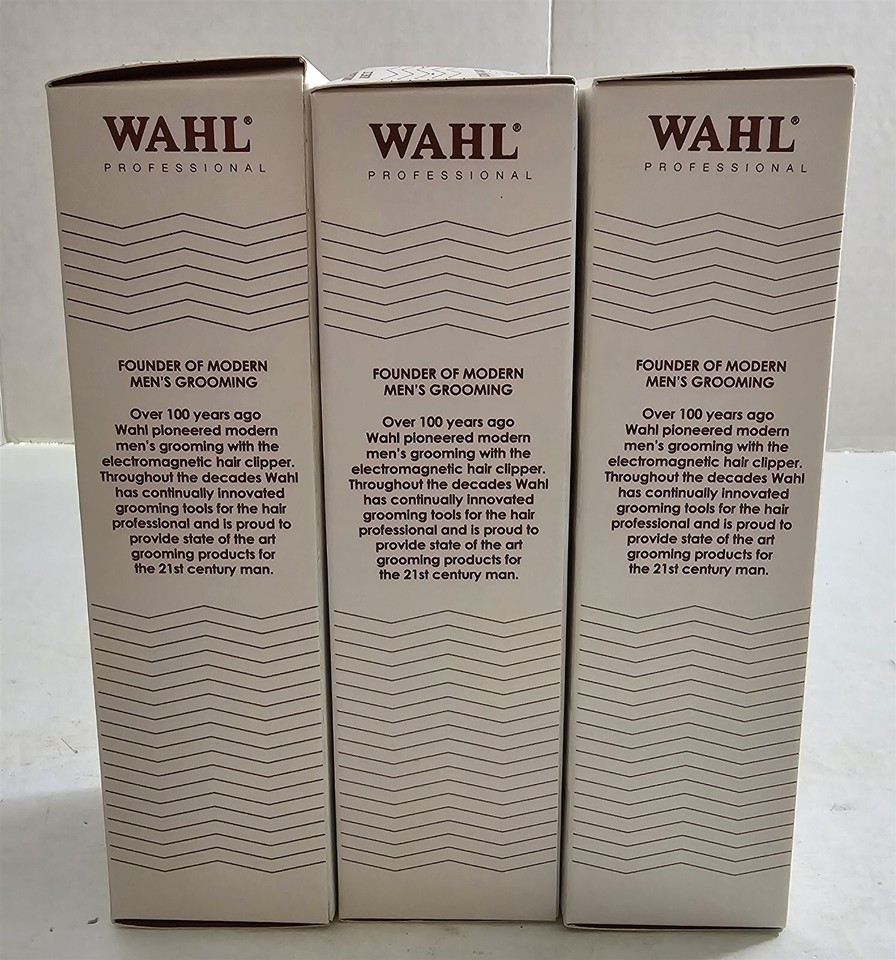 WAHL®
PROFESSIONAL
FOUNDER OF MODERN
MEN'S GROOMING
Over 100 years ago
Wahl pioneered modern
men's grooming with the
electromagnetic hair clipper.
Throughout the decades Wahl
has continually innovated
grooming tools for the hair
professional and is proud to
provide state of the art
grooming products for
the 21st century man.
WAHL®
PROFESSIONAL
FOUNDER OF MODERN
MEN'S GROOMING
Over 100 years ago
Wahl pioneered modern
men's grooming with the
electromagnetic hair clipper.
Throughout the decades Wahl
has continually innovated
grooming tools for the hair
professional and is proud to
provide state of the art
grooming products for
the 21st century man.
WAHL®
PROFESSIONAL
FOUNDER OF MODERN
MEN'S GROOMING
Over 100 years ago
Wahl pioneered modern
men's grooming with the
electromagnetic hair clipper.
Throughout the decades Wahl
has continually innovated
grooming tools for the hair
professional and is proud to
provide state of the art
grooming products for
the 21st century man.